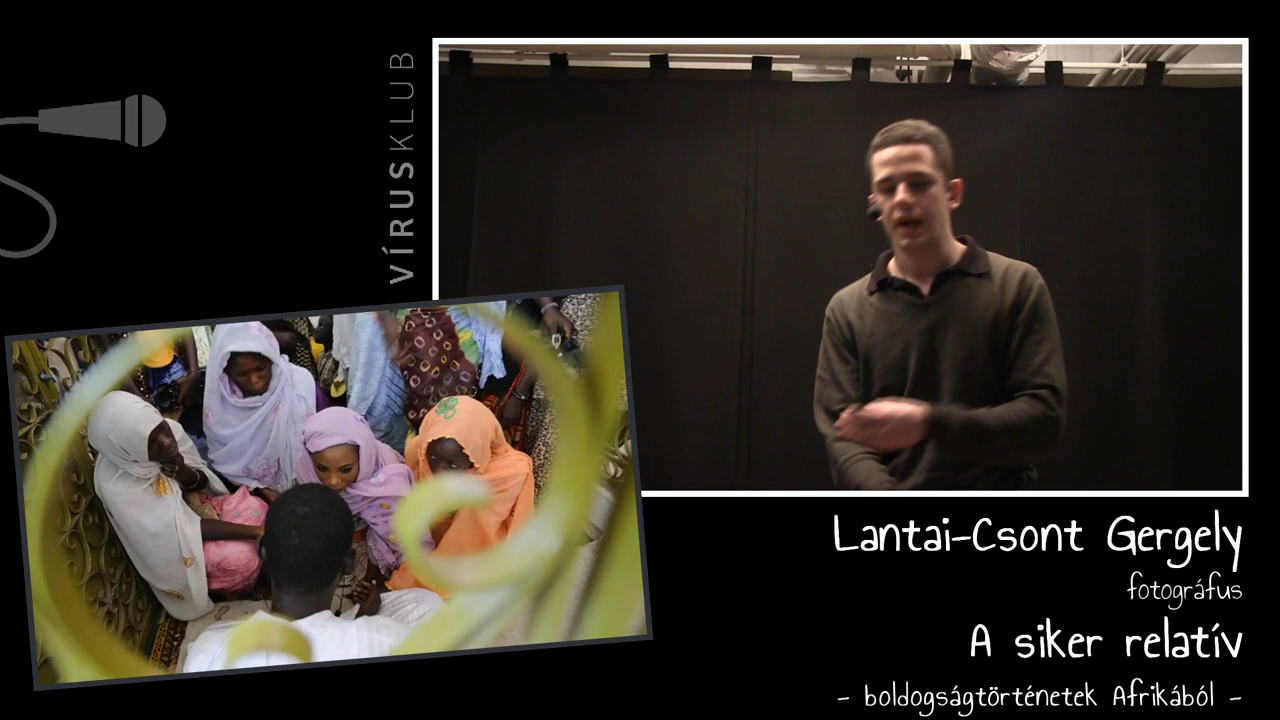 VÍRUSKLUB
Lantai-Csont Gergely
fotográfus
A siker relatív
- boldogságtörténetek Afrikából -